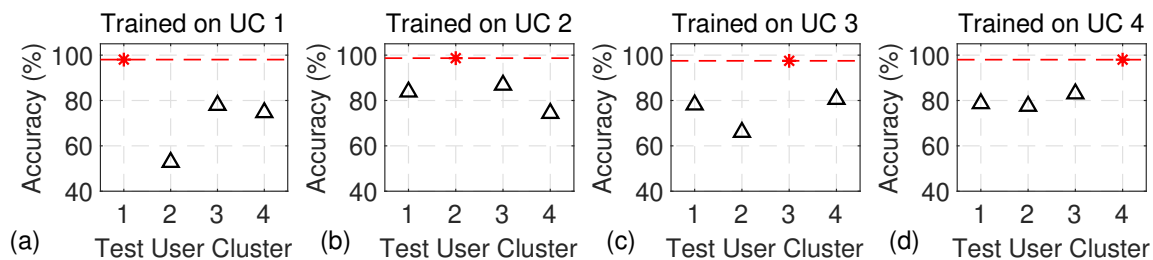 Trained on UC 1
Accuracy (%)
100
80
60
40
1 2 3 4
(a)
Test User Cluster
Trained on UC 2
Accuracy (%)
100
80
60
40
1 2 3 4
(b)
Test User Cluster
Trained on UC 3
Accuracy (%)
100
80
60
40
1 2 3 4
(c)
Test User Cluster
Trained on UC 4
Accuracy (%)
100
80
60
40
1 2 3 4
(d)
Test User Cluster